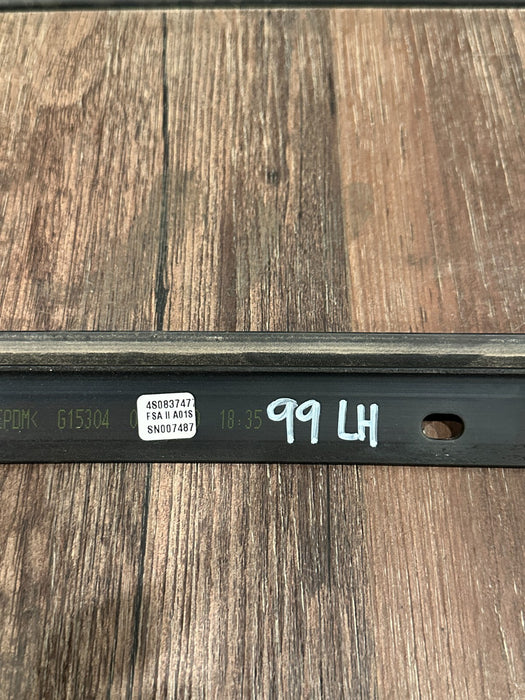 EPDM< G15304 18:35
4S083747
FSA II A01S
SN007487
99 LH